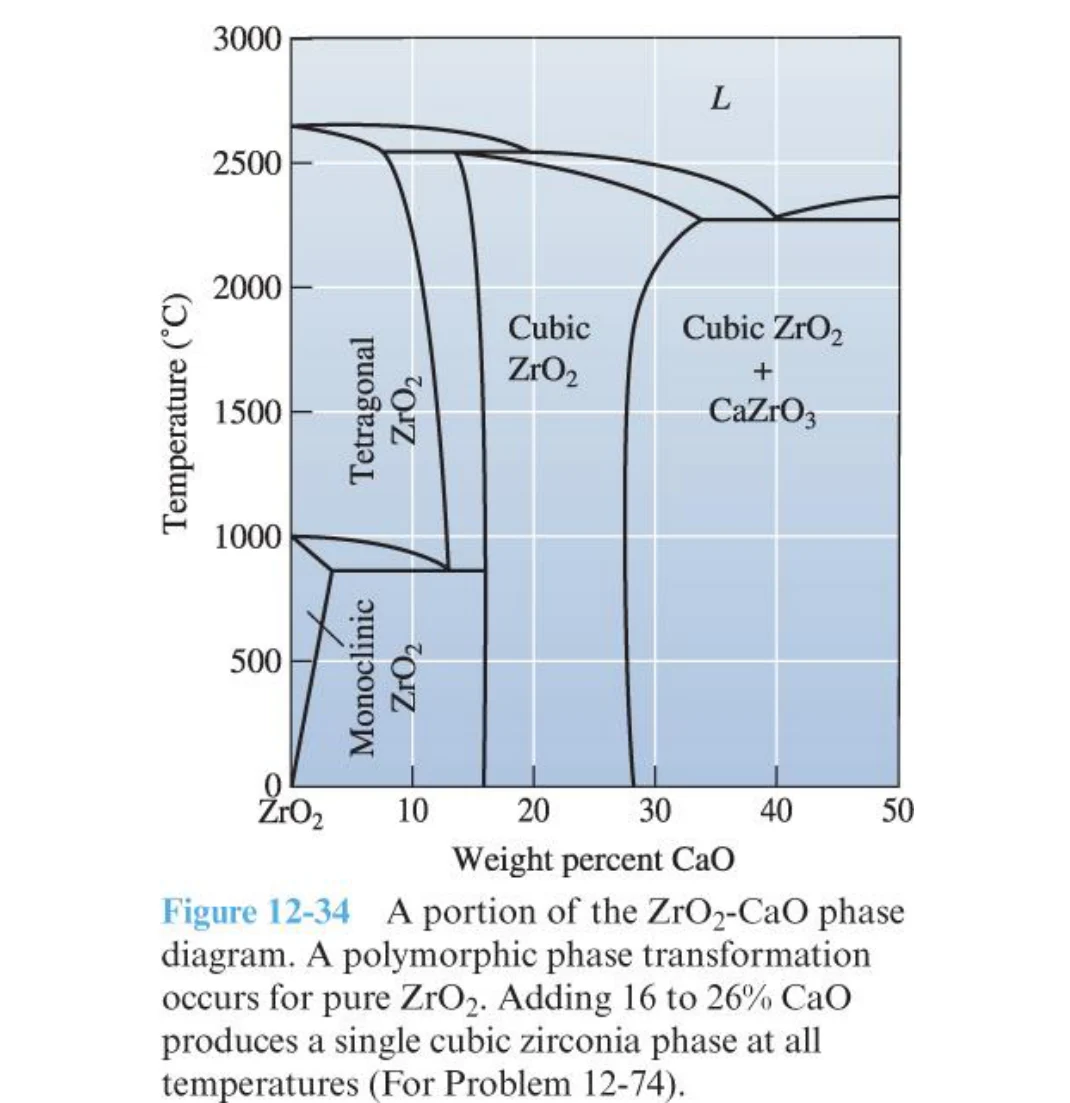 3000
L
2500
2000
Temperature (°C)
Cubic
ZrO₂
Cubic ZrO₂
+
CaZrO₃
Tetragonal
ZrO₂
1500
1000
500
Monoclinic
ZrO₂
0
ZrO₂
10
20
30
40
50
Weight percent CaO
Figure 12-34 A portion of the ZrO₂-CaO phase
diagram. A polymorphic phase transformation
occurs for pure ZrO₂. Adding 16 to 26% CaO
produces a single cubic zirconia phase at all
temperatures (For Problem 12-74).